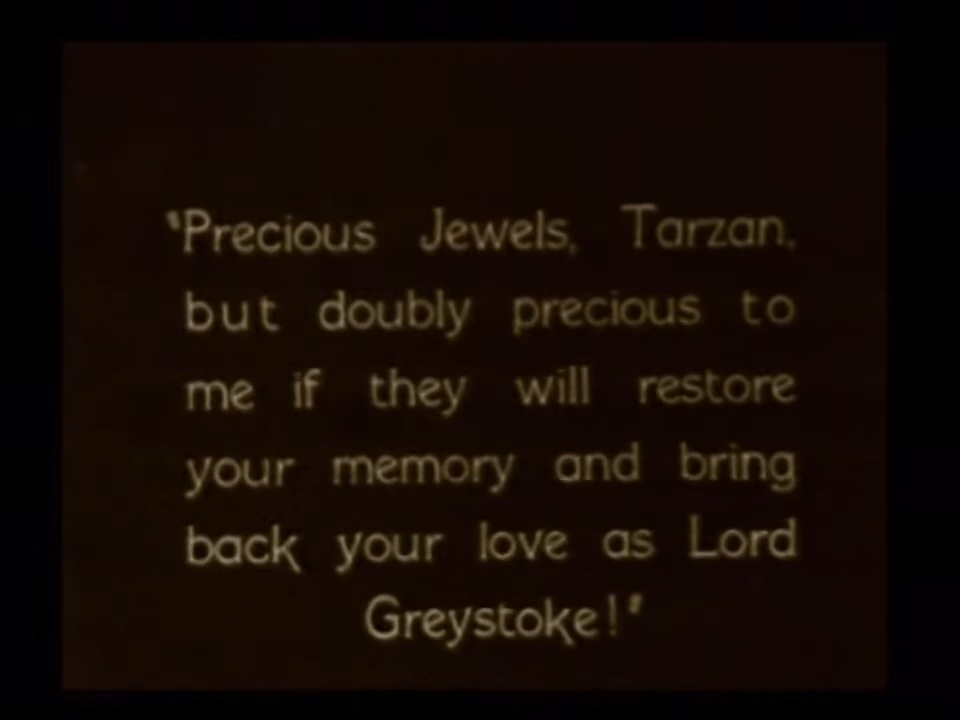 "Precious Jewels, Tarzan,
but doubly precious to
me if they will restore
your memory and bring
back your love as Lord
Greystoke!"